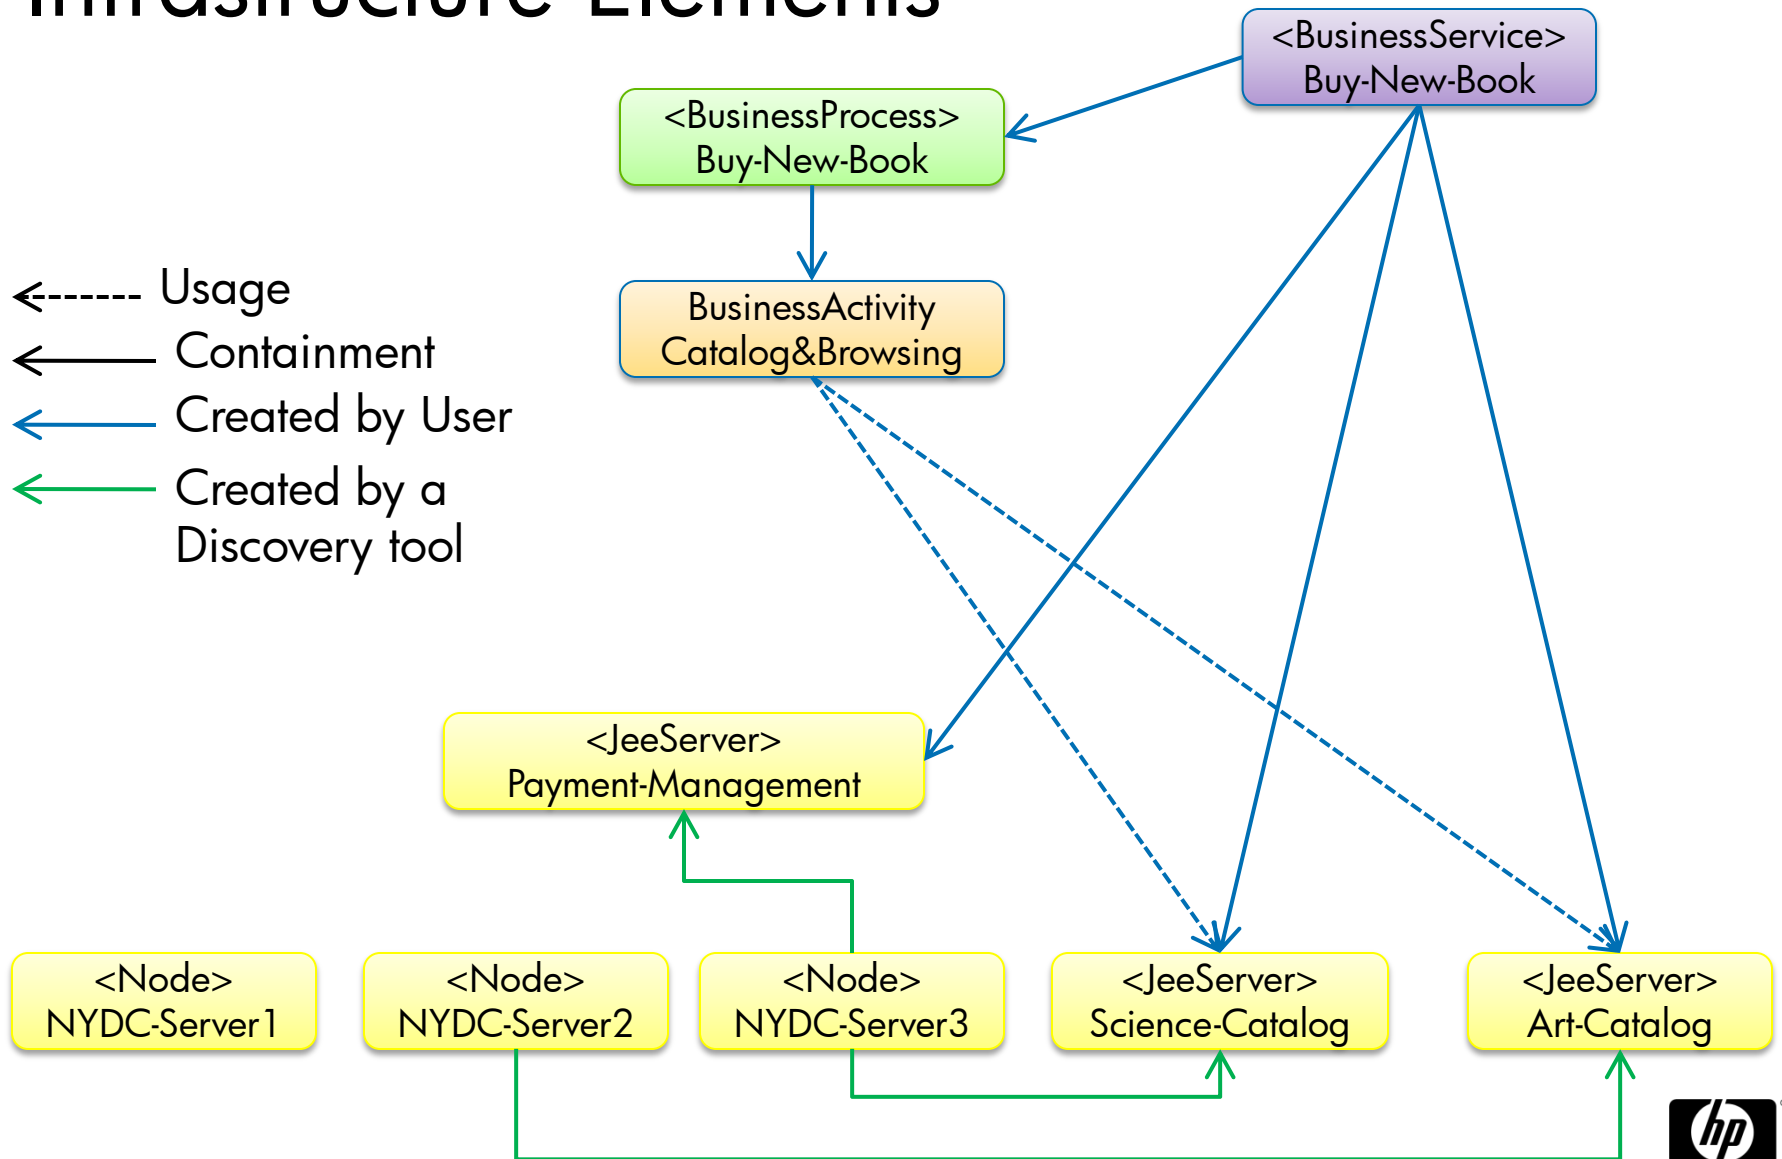 Infrastructure Elements
<BusinessService>
Buy-New-Book
<BusinessProcess>
Buy-New-Book
Usage
Containment
Created by User
Created by a
Discovery tool
BusinessActivity
Catalog&Browsing
<JeeServer>
Payment-Management
<Node>
NYDC-Server1
<Node>
NYDC-Server2
<Node>
NYDC-Server3
<JeeServer>
Science-Catalog
<JeeServer>
Art-Catalog
hp